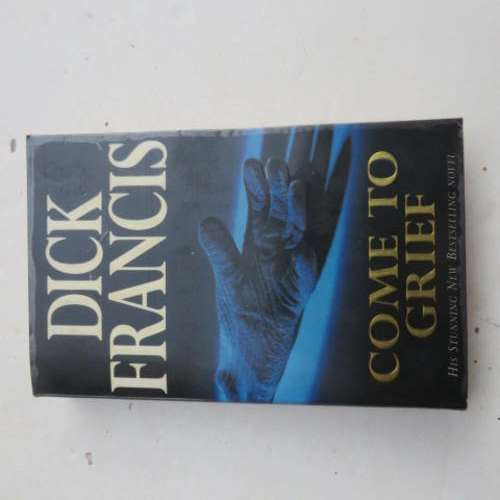 DICK
FRANCIS
COME TO
GRIEF
HIS STUNNING NEW BESTSELLING NOVEL